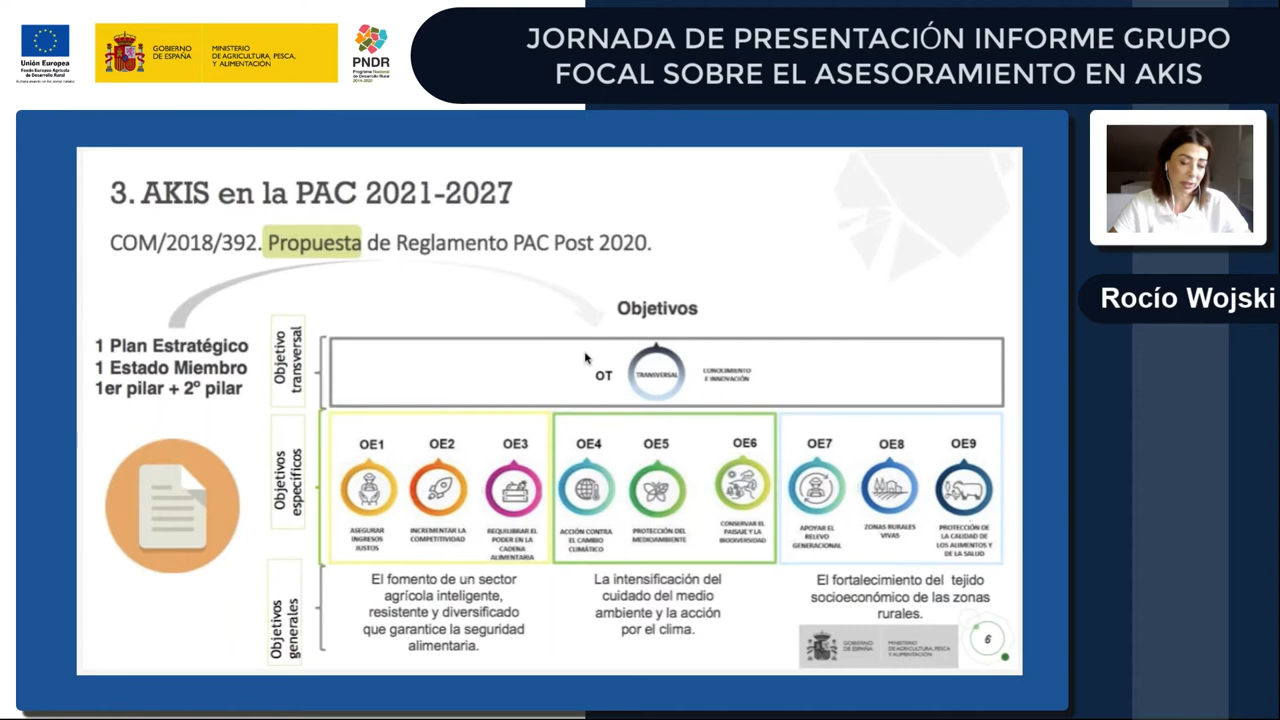 Unión Europea
Fondo Europeo Agrícola
de Desarrollo Rural
GOBIERNO
DE ESPAÑA
MINISTERIO
DE AGRICULTURA, PESCA,
Y ALIMENTACIÓN
PNDR
Programa Nacional
de Desarrollo Rural
2014-2020
JORNADA DE PRESENTACIÓN INFORME GRUPO
FOCAL SOBRE EL ASESORAMIENTO EN AKIS
3. AKIS en la PAC 2021-2027
COM/2018/392. Propuesta de Reglamento PAC Post 2020.
Objetivos
1 Plan Estratégico
1 Estado Miembro
1er pilar + 2º pilar
Objetivo
transversal
OT
TRANSVERSAL
CONOCIMIENTO
E INNOVACIÓN
Objetivos
específicos
OE1
ASEGURAR
INGRESOS
JUSTOS
OE2
INCREMENTAR LA
COMPETITIVIDAD
OE3
REQUILIBRAR EL
PODER EN LA
CADENA
ALIMENTARIA
OE4
ACCIÓN CONTRA
EL CAMBIO
CLIMÁTICO
OE5
PROTECCIÓN DEL
MEDIOAMBIENTE
OE6
CONSERVAR EL
PAISAJE Y LA
BIODIVERSIDAD
OE7
APOYAR EL
RELEVO
GENERACIONAL
OE8
ZONAS RURALES
VIVAS
OE9
PROTECCIÓN DE
LA CALIDAD DE
LOS ALIMENTOS Y
DE LA SALUD
Objetivos
generales
El fomento de un sector
agrícola inteligente,
resistente y diversificado
que garantice la seguridad
alimentaria.
La intensificación del
cuidado del medio
ambiente y la acción
por el clima.
El fortalecimiento del tejido
socioeconómico de las zonas
rurales.
GOBIERNO
DE ESPAÑA
MINISTERIO
DE AGRICULTURA, PESCA
Y ALIMENTACIÓN
6
Rocío Wojski